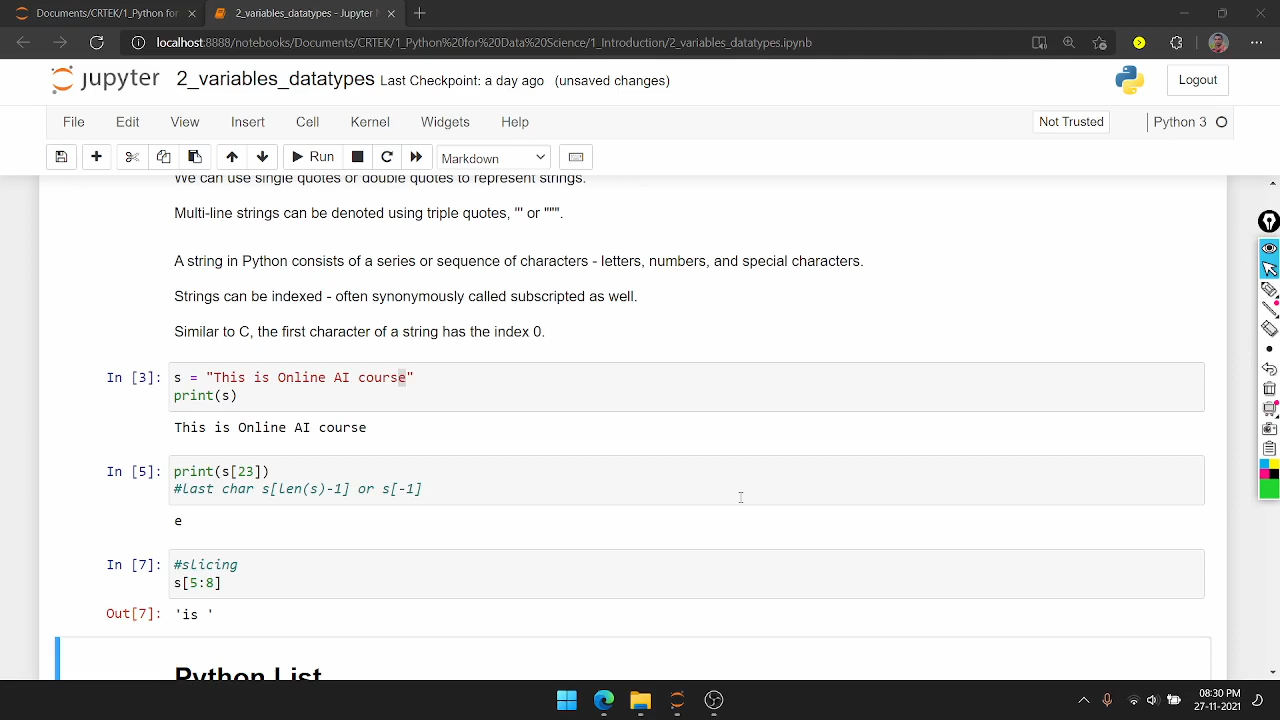 Documents/CRTEK/1_Python for
2_variables_datatypes - Jupyter N
localhost:8888/notebooks/Documents/CRTEK/1_Python%20for%20Data%20Science/1_Introduction/2_variables_datatypes.ipynb
jupyter 2_variables_datatypes Last Checkpoint: a day ago (unsaved changes)
Logout
File Edit View Insert Cell Kernel Widgets Help
Not Trusted
Python 3
Run
Markdown
We can use single quotes or double quotes to represent strings.
Multi-line strings can be denoted using triple quotes, ''' or """.
A string in Python consists of a series or sequence of characters - letters, numbers, and special characters.
Strings can be indexed - often synonymously called subscripted as well.
Similar to C, the first character of a string has the index 0.
In [3]: s = "This is Online AI course"
print(s)
This is Online AI course
In [5]: print(s[23])
#last char s[len(s)-1] or s[-1]
e
In [7]: #slicing
s[5:8]
Out[7]: 'is '
Python List
08:30 PM
27-11-2021